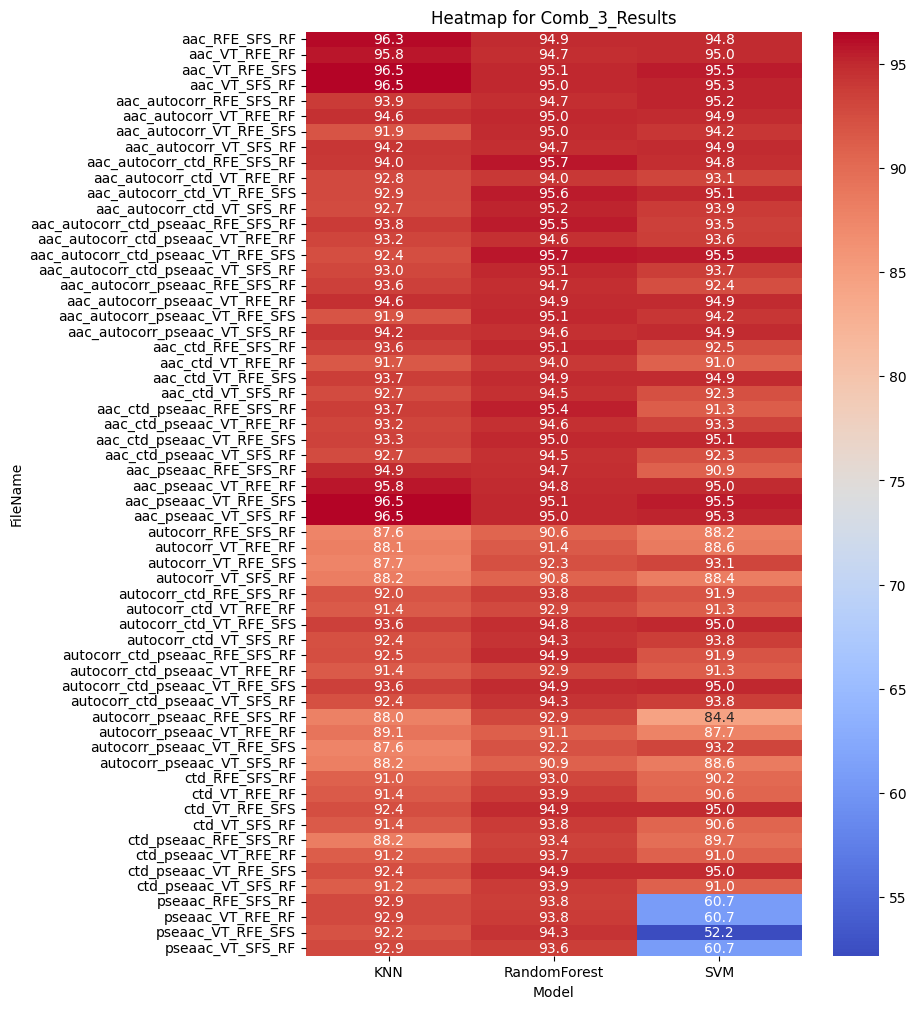 Heatmap for Comb_3_Results
aac_RFE_SFS_RF 96.3 94.9 94.8
aac_VT_RFE_RF 95.8 94.7 95.0
aac_VT_RFE_SFS 96.5 95.1 95.5
aac_VT_SFS_RF 96.5 95.0 95.3
aac_autocorr_RFE_SFS_RF 93.9 94.7 95.2
aac_autocorr_VT_RFE_RF 94.6 95.0 94.9
aac_autocorr_VT_RFE_SFS 91.9 95.0 94.2
aac_autocorr_VT_SFS_RF 94.2 94.7 94.9
aac_autocorr_ctd_RFE_SFS_RF 94.0 95.7 94.8
aac_autocorr_ctd_VT_RFE_RF 92.8 94.0 93.1
aac_autocorr_ctd_VT_RFE_SFS 92.9 95.6 95.1
aac_autocorr_ctd_VT_SFS_RF 92.7 95.2 93.9
aac_autocorr_ctd_pseaac_RFE_SFS_RF 93.8 95.5 93.5
aac_autocorr_ctd_pseaac_VT_RFE_RF 93.2 94.6 93.6
aac_autocorr_ctd_pseaac_VT_RFE_SFS 92.4 95.7 95.5
aac_autocorr_ctd_pseaac_VT_SFS_RF 93.0 95.1 93.7
aac_autocorr_pseaac_RFE_SFS_RF 93.6 94.7 92.4
aac_autocorr_pseaac_VT_RFE_RF 94.6 94.9 94.9
aac_autocorr_pseaac_VT_RFE_SFS 91.9 95.1 94.2
aac_autocorr_pseaac_VT_SFS_RF 94.2 94.6 94.9
aac_ctd_RFE_SFS_RF 93.6 95.1 92.5
aac_ctd_VT_RFE_RF 91.7 94.0 91.0
aac_ctd_VT_RFE_SFS 93.7 94.9 94.9
aac_ctd_VT_SFS_RF 92.7 94.5 92.3
aac_ctd_pseaac_RFE_SFS_RF 93.7 95.4 91.3
aac_ctd_pseaac_VT_RFE_RF 93.2 94.6 93.3
aac_ctd_pseaac_VT_RFE_SFS 93.3 95.0 95.1
aac_ctd_pseaac_VT_SFS_RF 92.7 94.5 92.3
aac_pseaac_RFE_SFS_RF 94.9 94.7 90.9
aac_pseaac_VT_RFE_RF 95.8 94.8 95.0
aac_pseaac_VT_RFE_SFS 96.5 95.1 95.5
aac_pseaac_VT_SFS_RF 96.5 95.0 95.3
autocorr_RFE_SFS_RF 87.6 90.6 88.2
autocorr_VT_RFE_RF 88.1 91.4 88.6
autocorr_VT_RFE_SFS 87.7 92.3 93.1
autocorr_VT_SFS_RF 88.2 90.8 88.4
autocorr_ctd_RFE_SFS_RF 92.0 93.8 91.9
autocorr_ctd_VT_RFE_RF 91.4 92.9 91.3
autocorr_ctd_VT_RFE_SFS 93.6 94.8 95.0
autocorr_ctd_VT_SFS_RF 92.4 94.3 93.8
autocorr_ctd_pseaac_RFE_SFS_RF 92.5 94.9 91.9
autocorr_ctd_pseaac_VT_RFE_RF 91.4 92.9 91.3
autocorr_ctd_pseaac_VT_RFE_SFS 93.6 94.9 95.0
autocorr_ctd_pseaac_VT_SFS_RF 92.4 94.3 93.8
autocorr_pseaac_RFE_SFS_RF 88.0 92.9 84.4
autocorr_pseaac_VT_RFE_RF 89.1 91.1 87.7
autocorr_pseaac_VT_RFE_SFS 87.6 92.2 93.2
autocorr_pseaac_VT_SFS_RF 88.2 90.9 88.6
ctd_RFE_SFS_RF 91.0 93.0 90.2
ctd_VT_RFE_RF 91.4 93.9 90.6
ctd_VT_RFE_SFS 92.4 94.9 95.0
ctd_VT_SFS_RF 91.4 93.8 90.6
ctd_pseaac_RFE_SFS_RF 88.2 93.4 89.7
ctd_pseaac_VT_RFE_RF 91.2 93.7 91.0
ctd_pseaac_VT_RFE_SFS 92.4 94.9 95.0
ctd_pseaac_VT_SFS_RF 91.2 93.9 91.0
pseaac_RFE_SFS_RF 92.9 93.8 60.7
pseaac_VT_RFE_RF 92.9 93.8 60.7
pseaac_VT_RFE_SFS 92.2 94.3 52.2
pseaac_VT_SFS_RF 92.9 93.6 60.7
KNN RandomForest SVM
Model
FileName
95
90
85
80
75
70
65
60
55